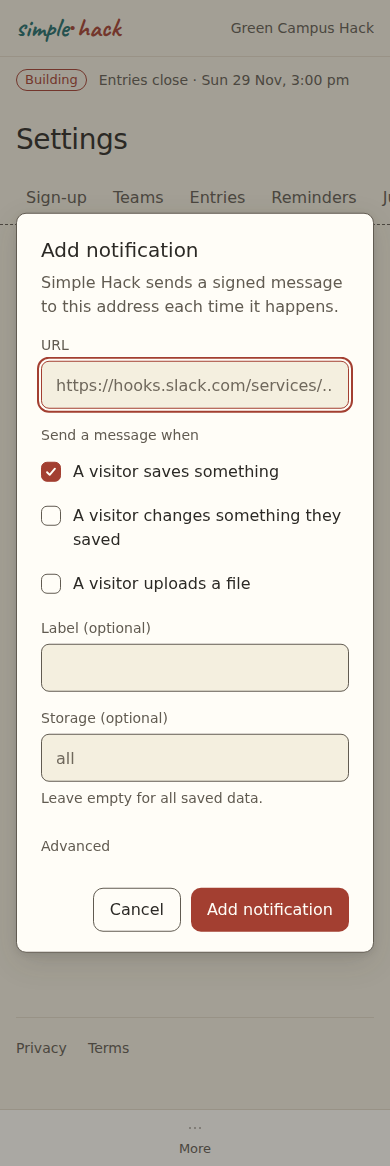 simple hack
Green Campus Hack
Building
Entries close · Sun 29 Nov, 3:00 pm
Settings
Sign-up
Teams
Entries
Reminders
Add notification
Simple Hack sends a signed message
to this address each time it happens.
URL
https://hooks.slack.com/services/..
Send a message when
A visitor saves something
A visitor changes something they
saved
A visitor uploads a file
Label (optional)
Storage (optional)
all
Leave empty for all saved data.
Advanced
Cancel
Add notification
Privacy
Terms
...
More